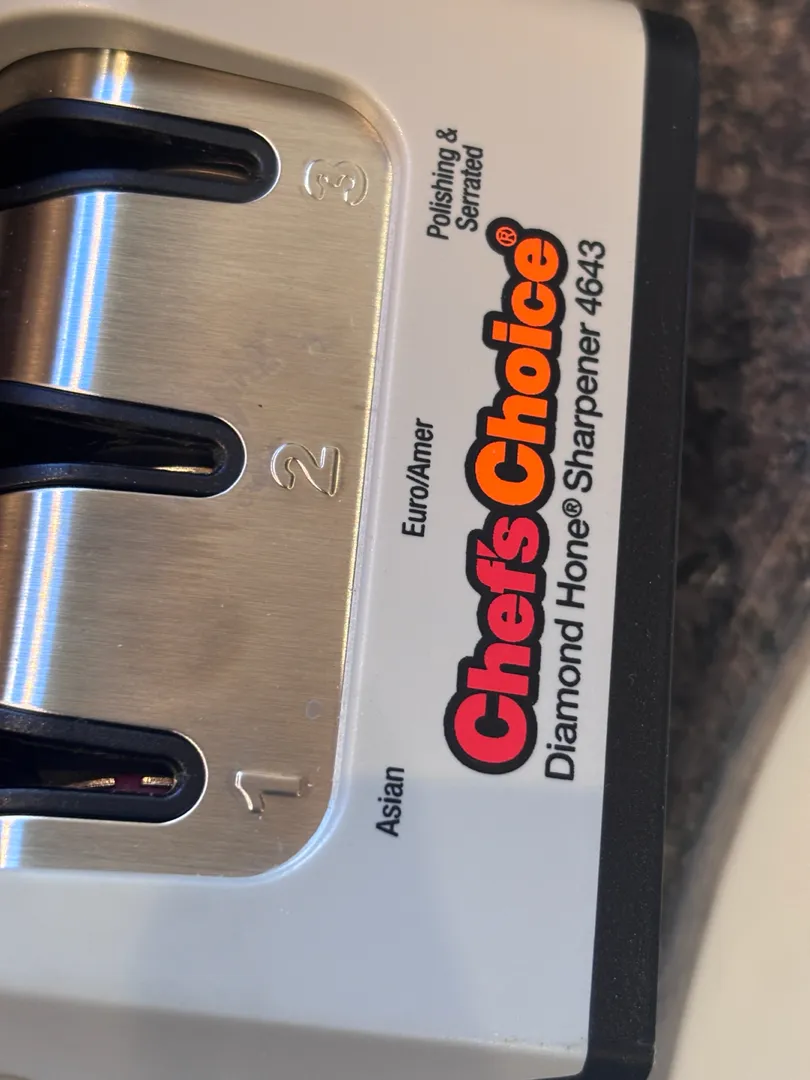 1
2
3
Asian
Euro/Amer
Polishing &
Serrated
Chef'sChoice®
Diamond Hone® Sharpener 4643